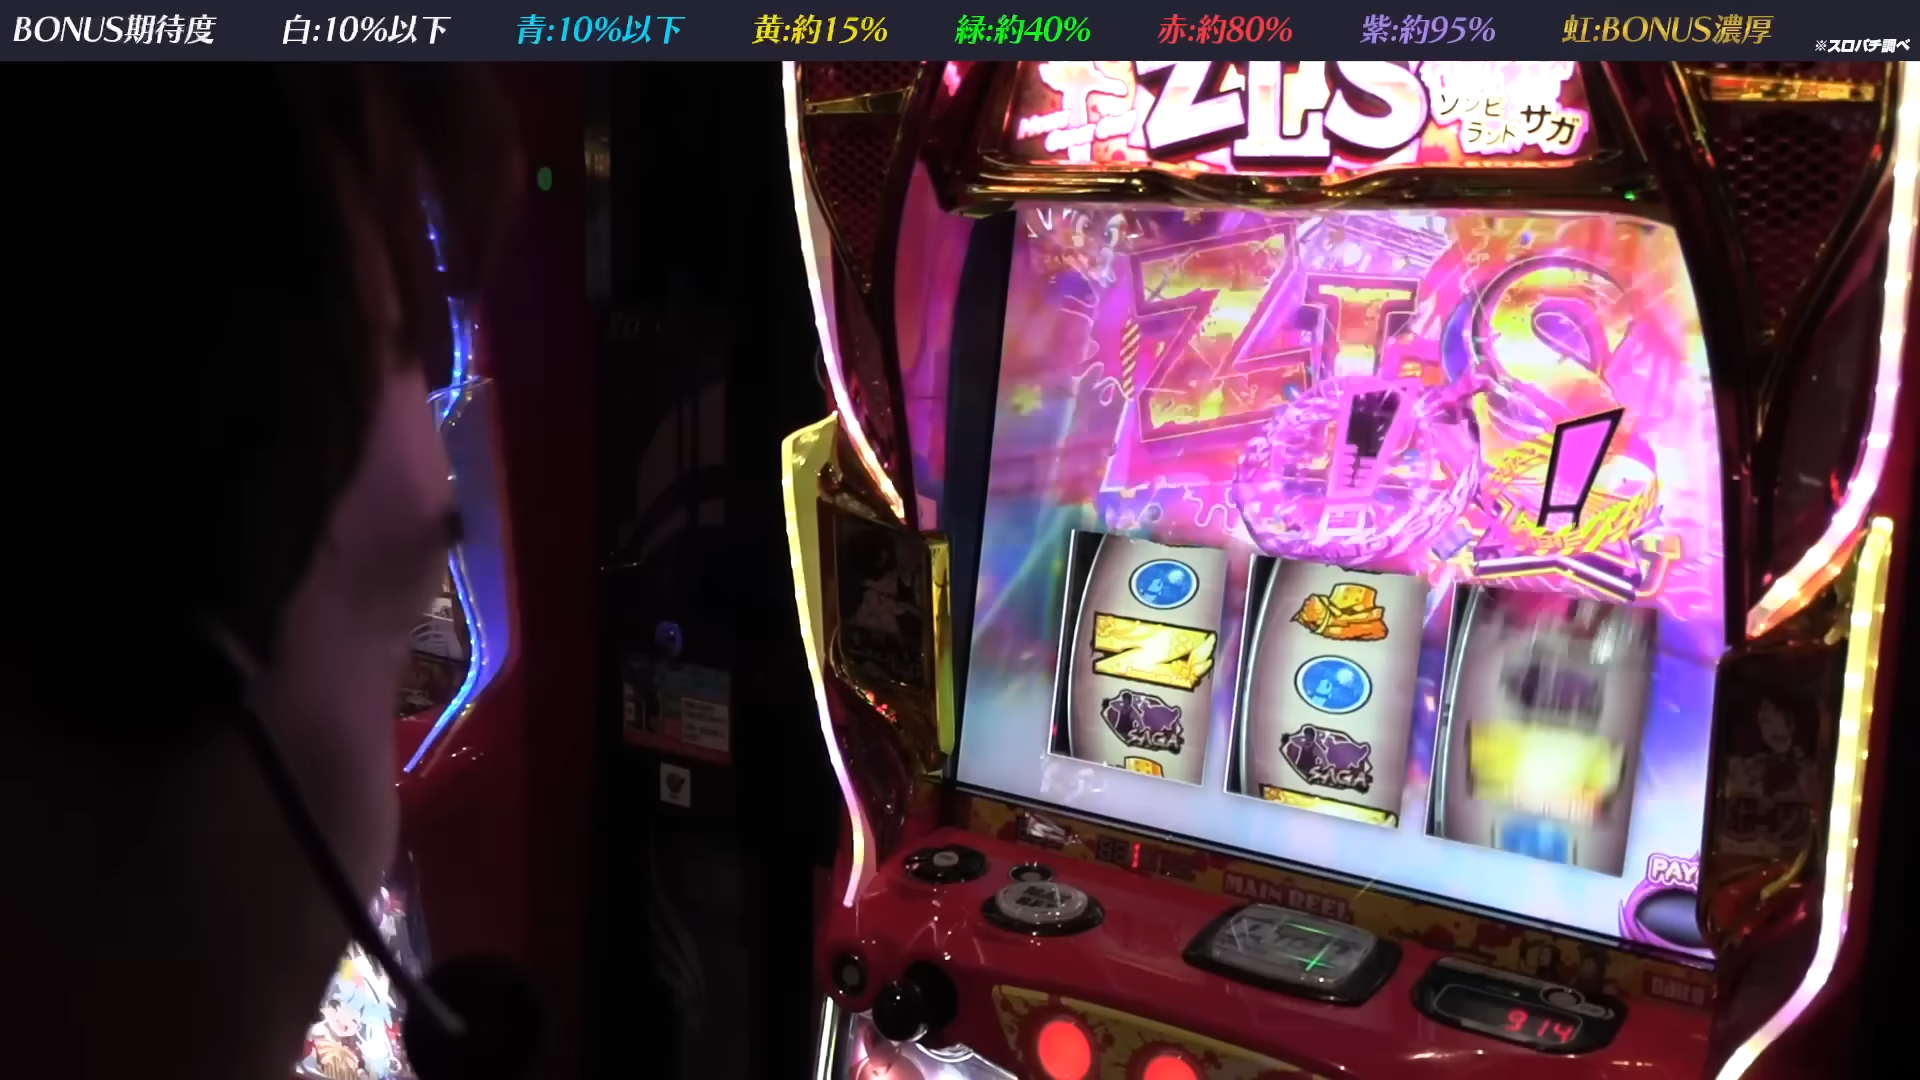 BONUS期待度 白:10%以下 青:10%以下 黄:約15% 緑:約40% 赤:約80% 紫:約95% 虹:BONUS濃厚 ※スロパチ調べ
ZLS
ゾンビ
ランド
サガ
ZLS
!!
SAGA
SAGA
PAY
MAIN REEL
914